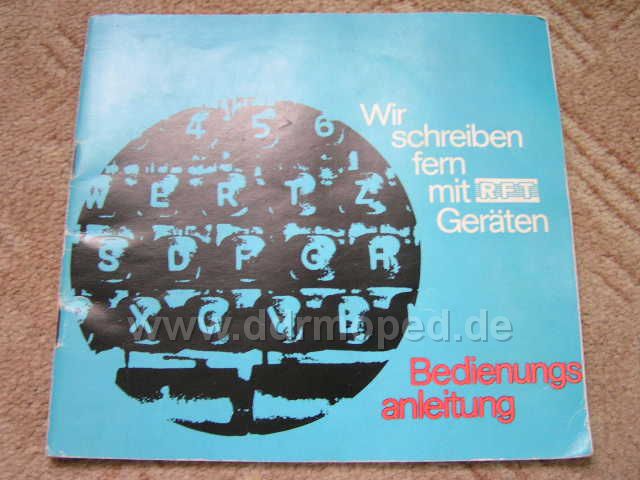 4 5 6
W E R T Z
S D F G H
X C V B
Wir
schreiben
fern
mit RFT
Geräten
www.ddrmoped.de
Bedienungs
anleitung